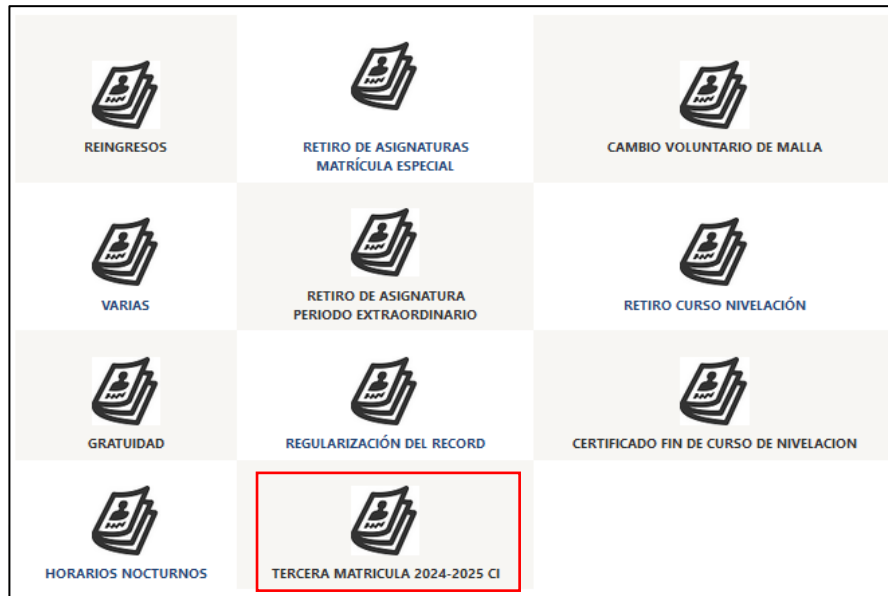 REINGRESOS
RETIRO DE ASIGNATURAS
MATRÍCULA ESPECIAL
CAMBIO VOLUNTARIO DE MALLA
VARIAS
RETIRO DE ASIGNATURA
PERIODO EXTRAORDINARIO
RETIRO CURSO NIVELACIÓN
GRATUIDAD
REGULARIZACIÓN DEL RECORD
CERTIFICADO FIN DE CURSO DE NIVELACION
HORARIOS NOCTURNOS
TERCERA MATRICULA 2024-2025 CI